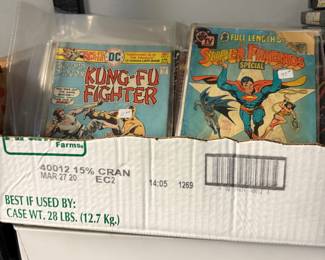 DC
KUNG-FU
FIGHTER
FULL LENGTH
SUPER FRIENDS
SPECIAL
Farms
40012 15% CRAN
MAR 27 20 EC2
14:05 1269
BEST IF USED BY:
CASE WT. 28 LBS. (12.7 Kg.)